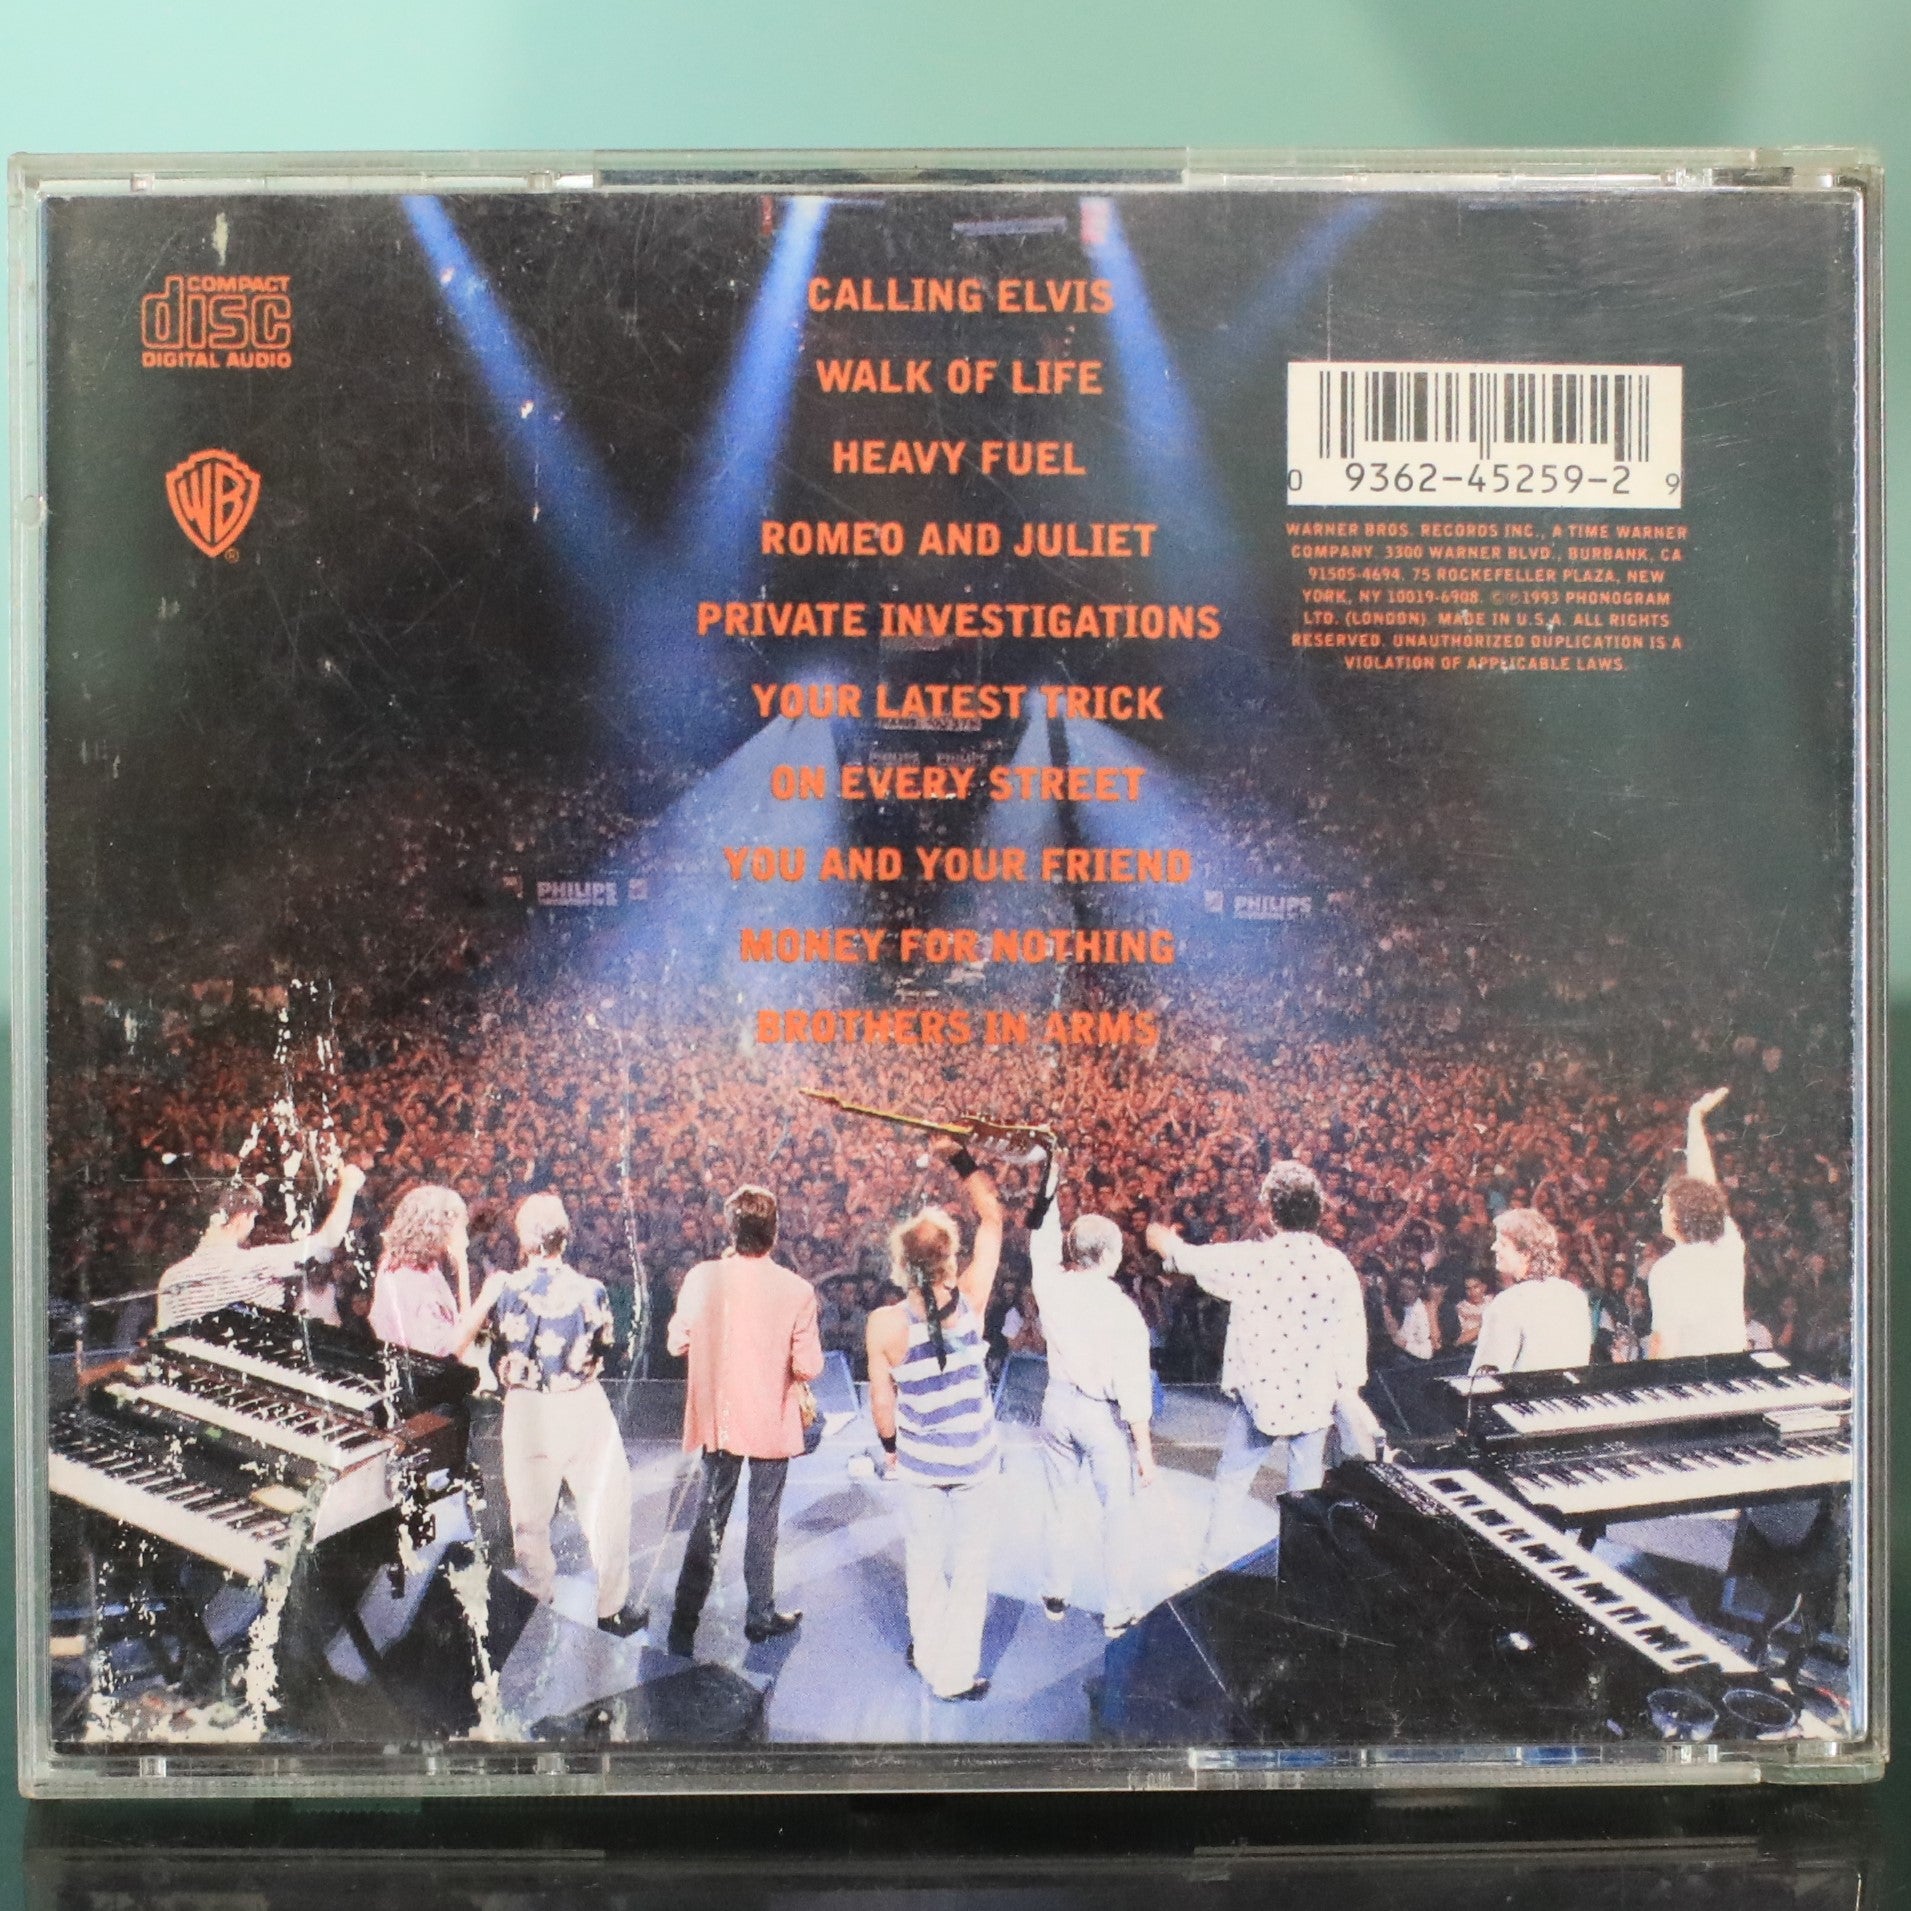 COMPACT
disc
DIGITAL AUDIO
WB
®
CALLING ELVIS
WALK OF LIFE
HEAVY FUEL
ROMEO AND JULIET
PRIVATE INVESTIGATIONS
YOUR LATEST TRICK
ON EVERY STREET
YOU AND YOUR FRIEND
MONEY FOR NOTHING
BROTHERS IN ARMS
0 9362-45259-2 9
WARNER BROS. RECORDS INC., A TIME WARNER
COMPANY. 3300 WARNER BLVD., BURBANK, CA
91505-4694. 75 ROCKEFELLER PLAZA, NEW
YORK, NY 10019-6908. ©℗1993 PHONOGRAM
LTD. (LONDON). MADE IN U.S.A. ALL RIGHTS
RESERVED. UNAUTHORIZED DUPLICATION IS A
VIOLATION OF APPLICABLE LAWS.
PHILIPS
PHILIPS
PHILIPS
PHILIPS